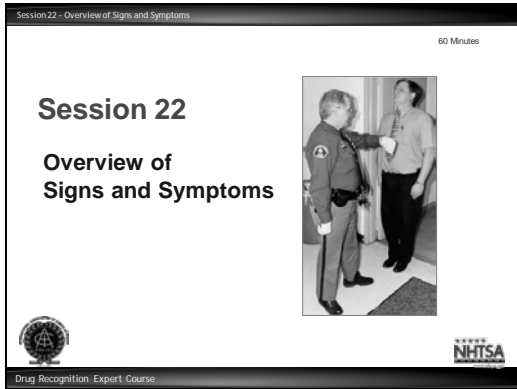 Session 22 - Overview of Signs and Symptoms
60 Minutes
Session 22
Overview of
Signs and Symptoms
NHTSA
Drug Recognition Expert Course